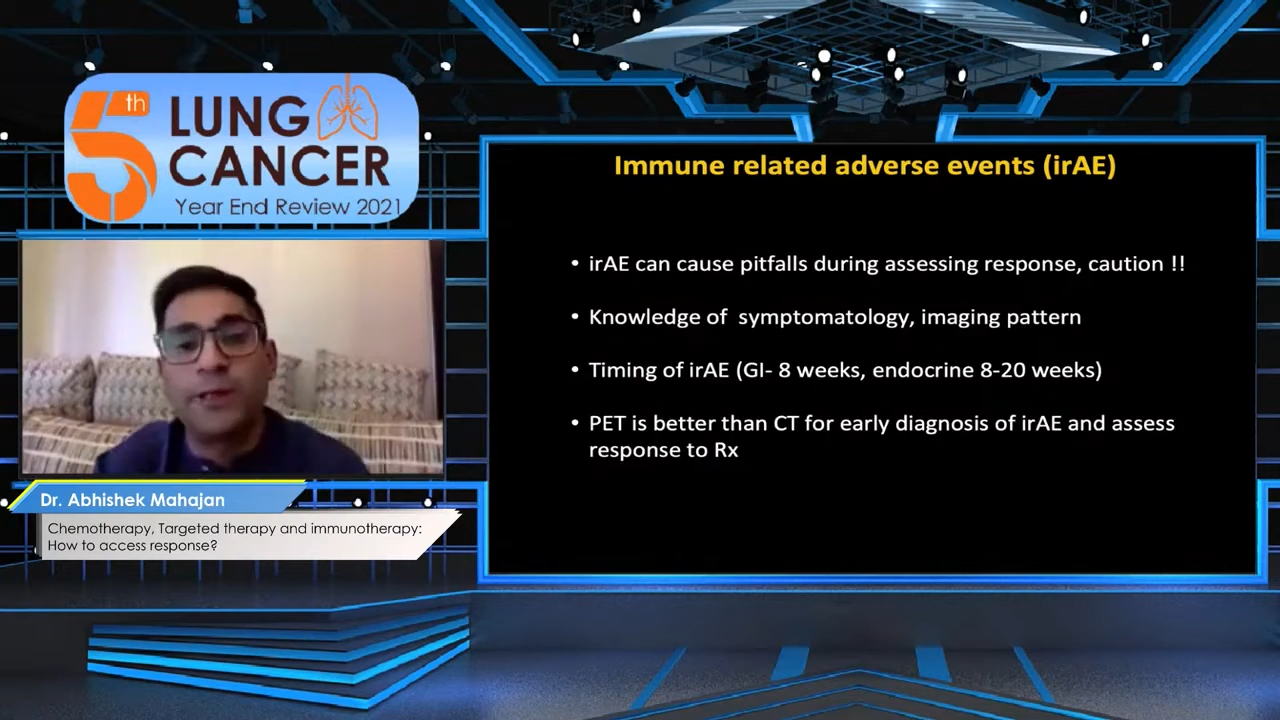 5th LUNG
CANCER
Year End Review 2021
Immune related adverse events (irAE)
• irAE can cause pitfalls during assessing response, caution !!
• Knowledge of symptomatology, imaging pattern
• Timing of irAE (GI- 8 weeks, endocrine 8-20 weeks)
• PET is better than CT for early diagnosis of irAE and assess
response to Rx
Dr. Abhishek Mahajan
Chemotherapy, Targeted therapy and immunotherapy:
How to access response?